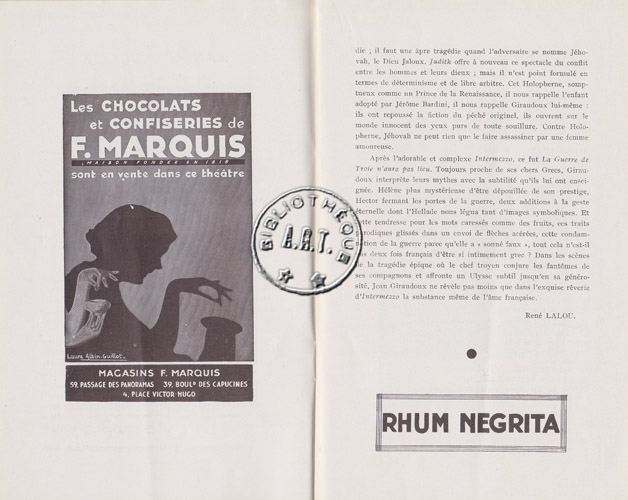 Les CHOCOLATS
et CONFISERIES de
F. MARQUIS
MAISON FONDÉE EN 1818
sont en vente dans ce théâtre
Laure Albin-Guillot
MAGASINS F. MARQUIS
59, PASSAGE DES PANORAMAS 39, BOULD DES CAPUCINES
4, PLACE VICTOR HUGO
BIBLIOTHÈQUE
A.R.T.
die ; il faut une âpre tragédie quand l'adversaire se nomme Jého-
vah, le Dieu Jaloux. Judith offre à nouveau ce spectacle du conflit
entre les hommes et leurs dieux ; mais il n'est point formulé en
termes de déterminisme et de libre arbitre. Cet Holopherne, somp-
tueux comme un Prince de la Renaissance, il nous rappelle l'enfant
adopté par Jérôme Bardini, il nous rappelle Giraudoux lui-même :
ils ont repoussé la fiction du péché originel, ils ouvrent sur le
monde innocent des yeux purs de toute souillure. Contre Holo-
pherne, Jéhovah ne peut rien que le faire assassiner par une femme
amoureuse.
Après l'adorable et complexe Intermezzo, ce fut La Guerre de
Troie n'aura pas lieu. Toujours proche de ses chers Grecs, Girau-
doux interprète leurs mythes avec la subtilité qu'ils lui ont ensei-
gnée. Hélène plus mystérieuse d'être dépouillée de son prestige,
Hector fermant les portes de la guerre, deux additions à la geste
éternelle dont l'Hellade nous légua tant d'images symboliques. Et
cette tendresse pour les mots caressés comme des fruits, ces traits
prodigues glissés dans un envoi de flèches acérées, cette condam-
nation de la guerre parce qu'elle a « sonné faux », tout cela n'est-il
pas deux fois français d'être si intimement grec ? Dans les scènes
de la tragédie épique où le chef troyen conjure les fantômes de
ses compagnons et affronte un Ulysse subtil jusqu'en sa généro-
sité, Jean Giraudoux ne révèle pas moins que dans l'exquise rêverie
d'Intermezzo la substance même de l'âme française.
René LALOU.
RHUM NEGRITA